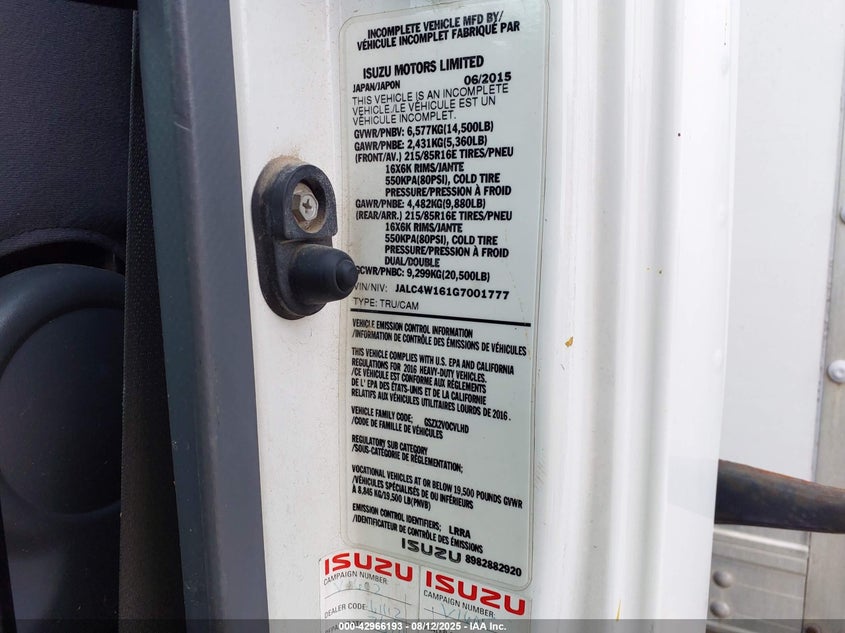 INCOMPLETE VEHICLE MFD BY/
VÉHICULE INCOMPLET FABRIQUÉ PAR
ISUZU MOTORS LIMITED
JAPAN/JAPON 06/2015
THIS VEHICLE IS AN INCOMPLETE
VEHICLE./LE VÉHICULE EST UN
VÉHICULE INCOMPLET.
GVWR/PNBV: 6,577KG(14,500LB)
GAWR/PNBE: 2,431KG(5,360LB)
(FRONT/AV.) 215/85R16E TIRES/PNEU
16X6K RIMS/JANTE
550KPA(80PSI), COLD TIRE
PRESSURE/PRESSION À FROID
GAWR/PNBE: 4,482KG(9,880LB)
(REAR/ARR.) 215/85R16E TIRES/PNEU
16X6K RIMS/JANTE
550KPA(80PSI), COLD TIRE
PRESSURE/PRESSION À FROID
DUAL/DOUBLE
GCWR/PNBC: 9,299KG(20,500LB)
VIN/NIV: JALC4W161G7001777
TYPE: TRU/CAM
VEHICLE EMISSION CONTROL INFORMATION
/INFORMATION DE CONTRÔLE DES ÉMISSIONS DE VÉHICULES
THIS VEHICLE COMPLIES WITH U.S. EPA AND CALIFORNIA
REGULATIONS FOR 2016 HEAVY-DUTY VEHICLES.
/CE VÉHICULE EST CONFORME AUX RÈGLEMENTS
DE L' EPA DES ÉTATS-UNIS ET DE LA CALIFORNIE
RELATIFS AUX VÉHICULES UTILITAIRES LOURDS DE 2016 .
VEHICLE FAMILY CODE; GSZX2VOCVLHD
/CODE DE FAMILLE DE VÉHICULES
REGULATORY SUB CATEGORY
/SOUS-CATÉGORIE DE RÉGLEMENTATION;
VOCATIONAL VEHICLES AT OR BELOW 19,500 POUNDS GVWR
/VÉHICULES SPÉCIALISÉS DE OU INFÉRIEURS
À 8,845 KG/19,500 LB(PNVB)
EMISSION CONTROL IDENTIFIERS; LRRA
/IDENTIFICATEUR DE CONTRÔLE DES ÉMISSIONS
ISUZU 8982882920
ISUZU
CAMPAIGN NUMBER:
DEALER CODE:
ISUZU
CAMPAIGN NUMBER:
000-42966193 - 08/12/2025 - IAA Inc.